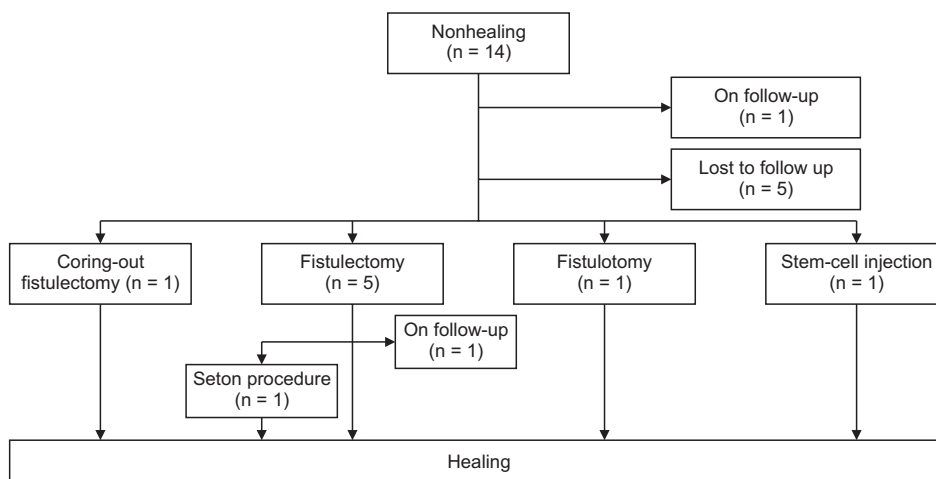 Nonhealing
(n = 14)
On follow-up
(n = 1)
Lost to follow up
(n = 5)
Coring-out
fistulectomy (n = 1)
Fistulectomy
(n = 5)
Fistulotomy
(n = 1)
Stem-cell injection
(n = 1)
On follow-up
(n = 1)
Seton procedure
(n = 1)
Healing